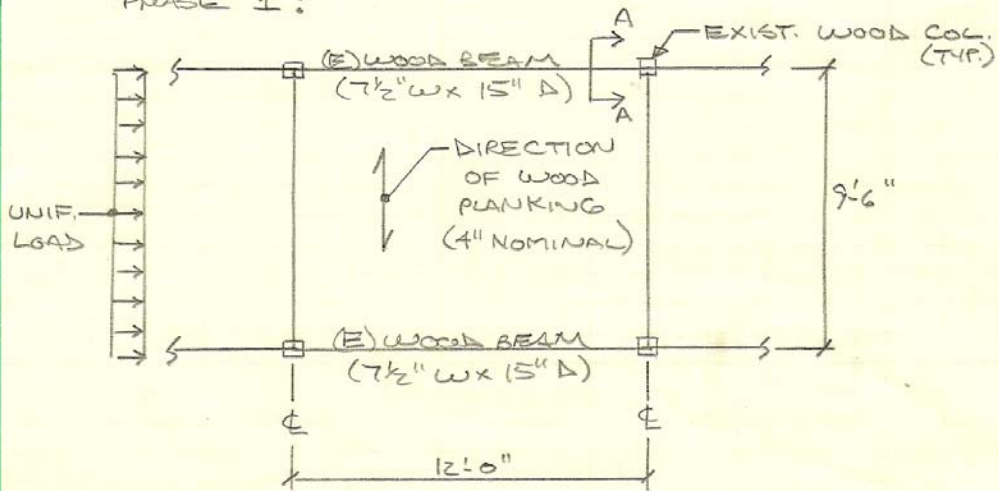 PHASE I:
A
EXIST. WOOD COL.
(TYP.)
(E) WOOD BEAM
(7½" W x 15" D)
A
DIRECTION
OF WOOD
PLANKING
(4" NOMINAL)
9'-6"
UNIF.
LOAD
(E) WOOD BEAM
(7½" W x 15" D)
℄
℄
12'-0"